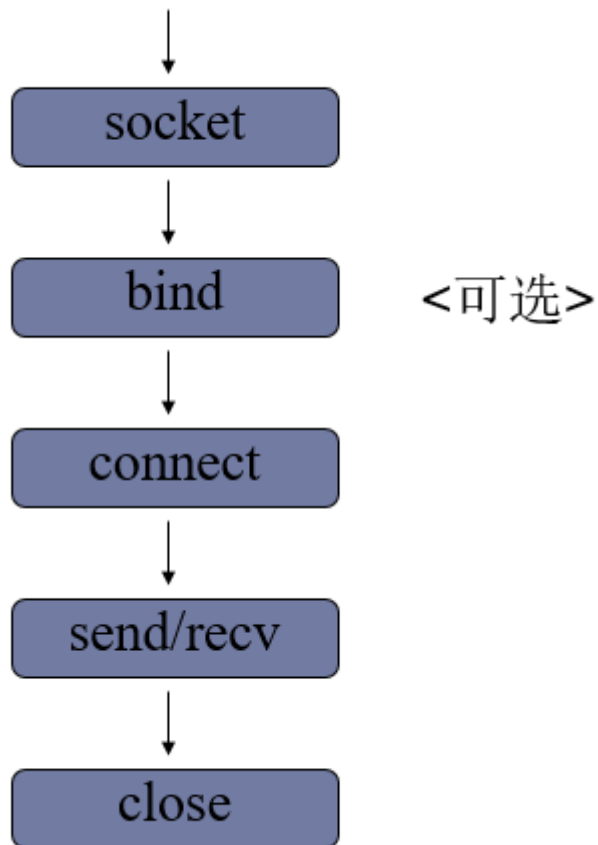 socket
bind <可选>
connect
send/recv
close